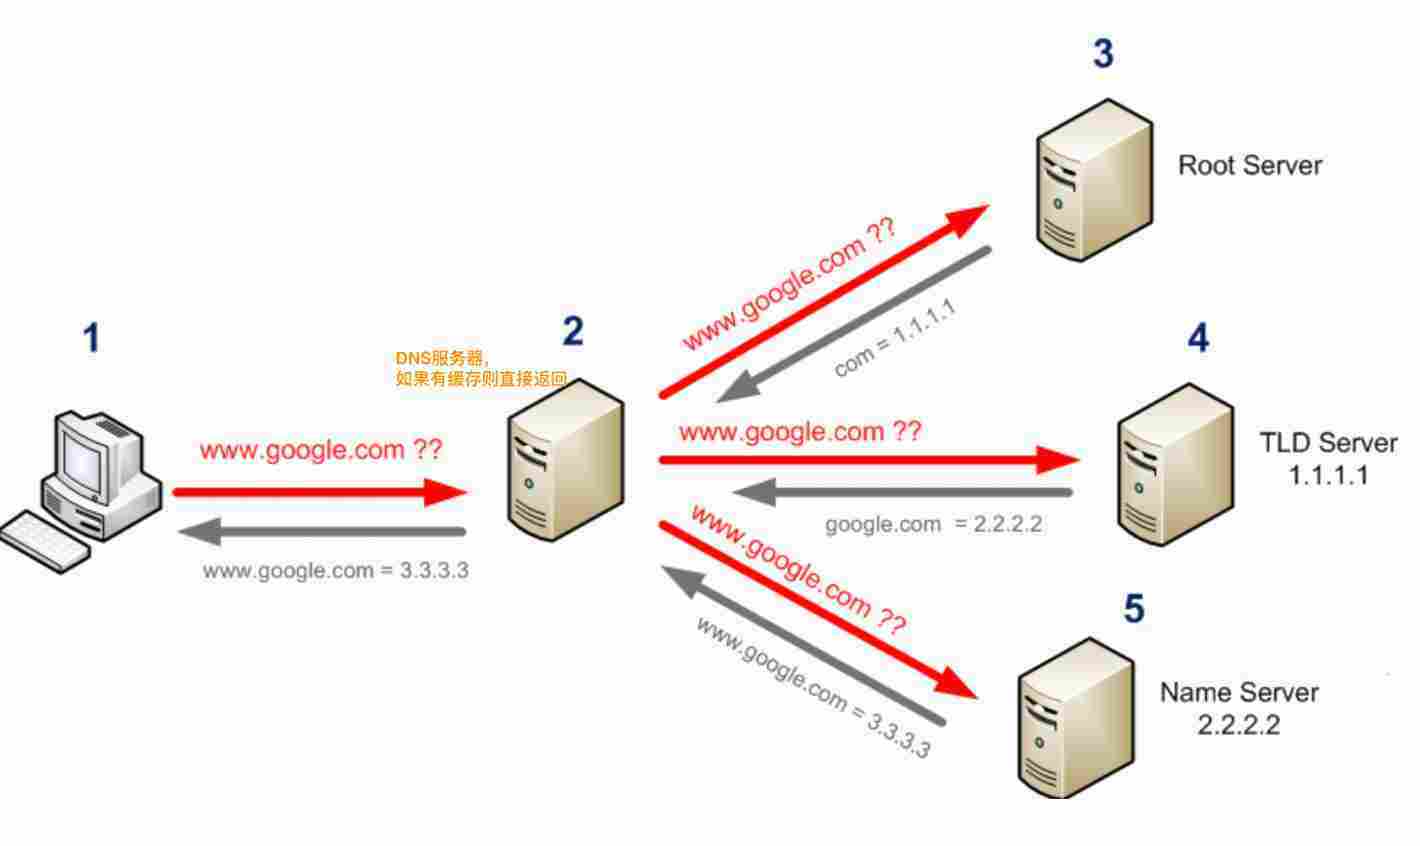 3
Root Server
www.google.com ??
com = 1.1.1.1
1
2
DNS服务器，
如果有缓存则直接返回
4
www.google.com ??
www.google.com ??
TLD Server
1.1.1.1
google.com = 2.2.2.2
www.google.com = 3.3.3.3
www.google.com ??
www.google.com = 3.3.3.3
5
Name Server
2.2.2.2